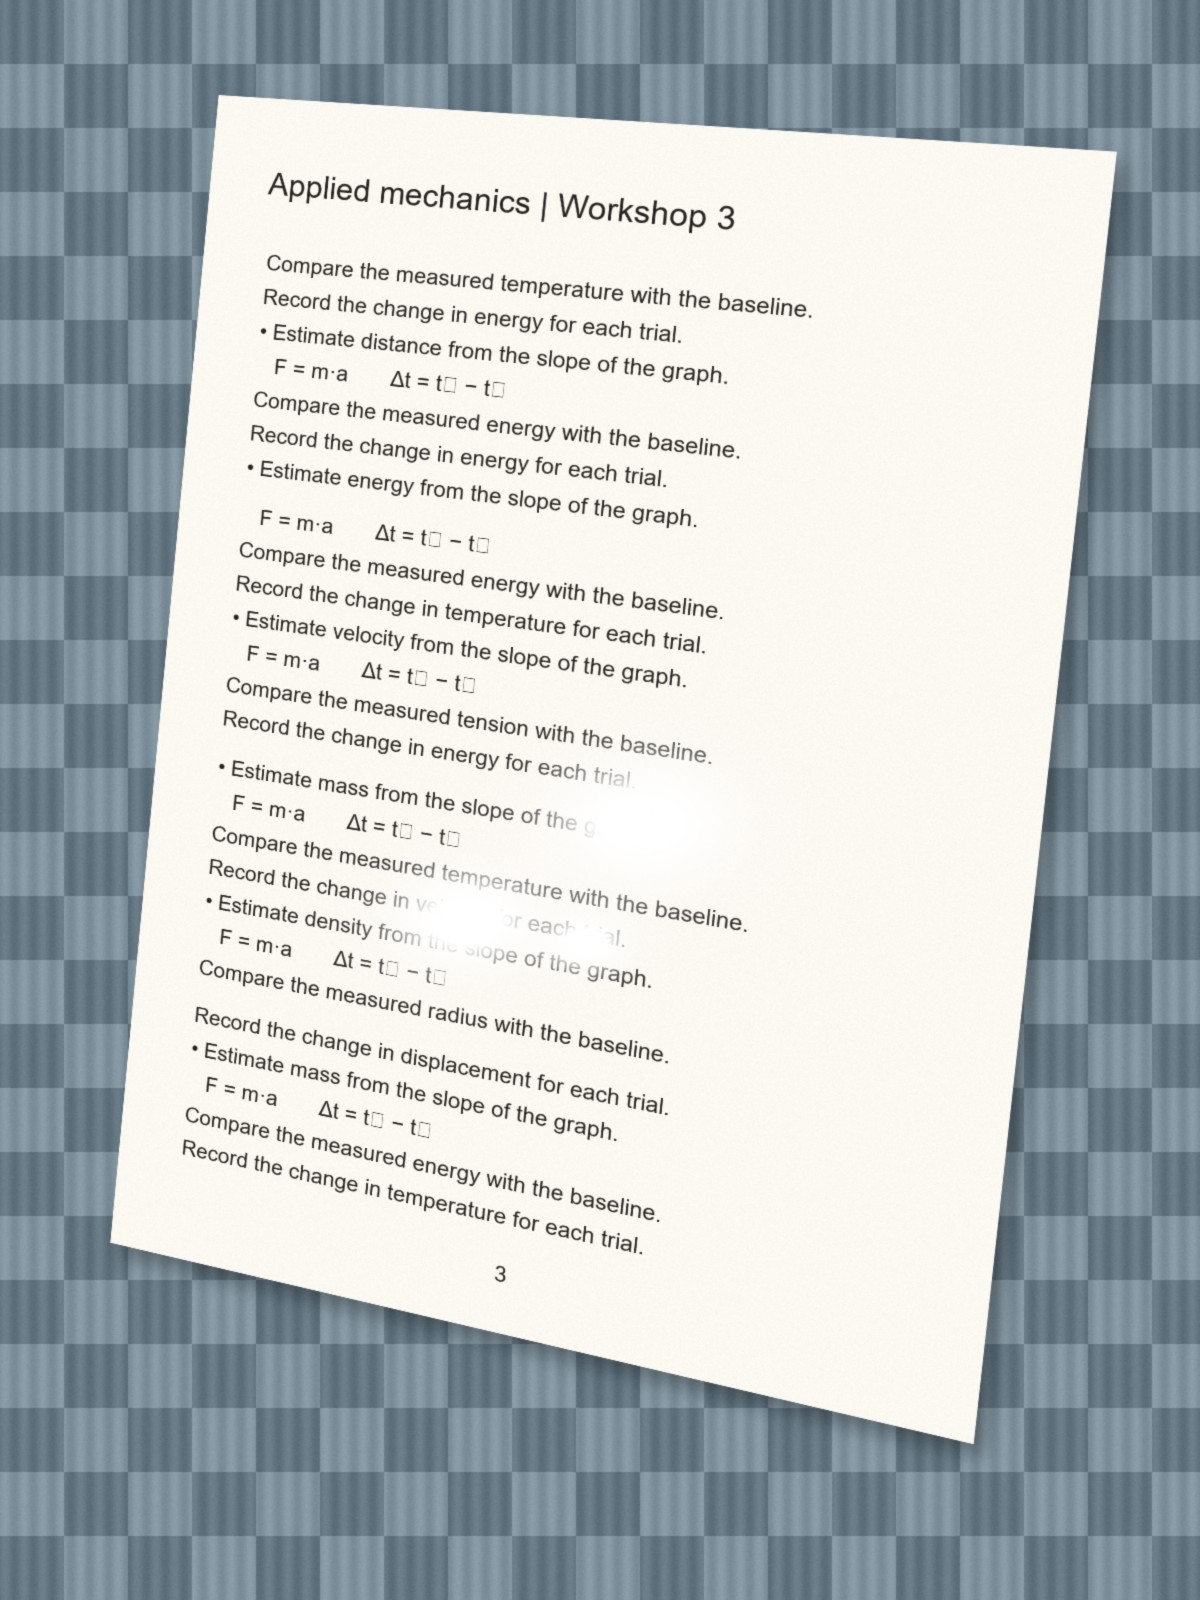 Applied mechanics | Workshop 3
Compare the measured temperature with the baseline.
Record the change in energy for each trial.
• Estimate distance from the slope of the graph.
F = m·a Δt = t□ − t□
Compare the measured energy with the baseline.
Record the change in energy for each trial.
• Estimate energy from the slope of the graph.
F = m·a Δt = t□ − t□
Compare the measured energy with the baseline.
Record the change in temperature for each trial.
• Estimate velocity from the slope of the graph.
F = m·a Δt = t□ − t□
Compare the measured tension with the baseline.
Record the change in energy for each trial.
• Estimate mass from the slope of the
F = m·a Δt = t□ − t□
Compare the measured temperature with the baseline.
Record the change in for each trial.
• Estimate density from the slope of the graph.
F = m·a Δt = t□ − t□
Compare the measured radius with the baseline.
Record the change in displacement for each trial.
• Estimate mass from the slope of the graph.
F = m·a Δt = t□ − t□
Compare the measured energy with the baseline.
Record the change in temperature for each trial.
3